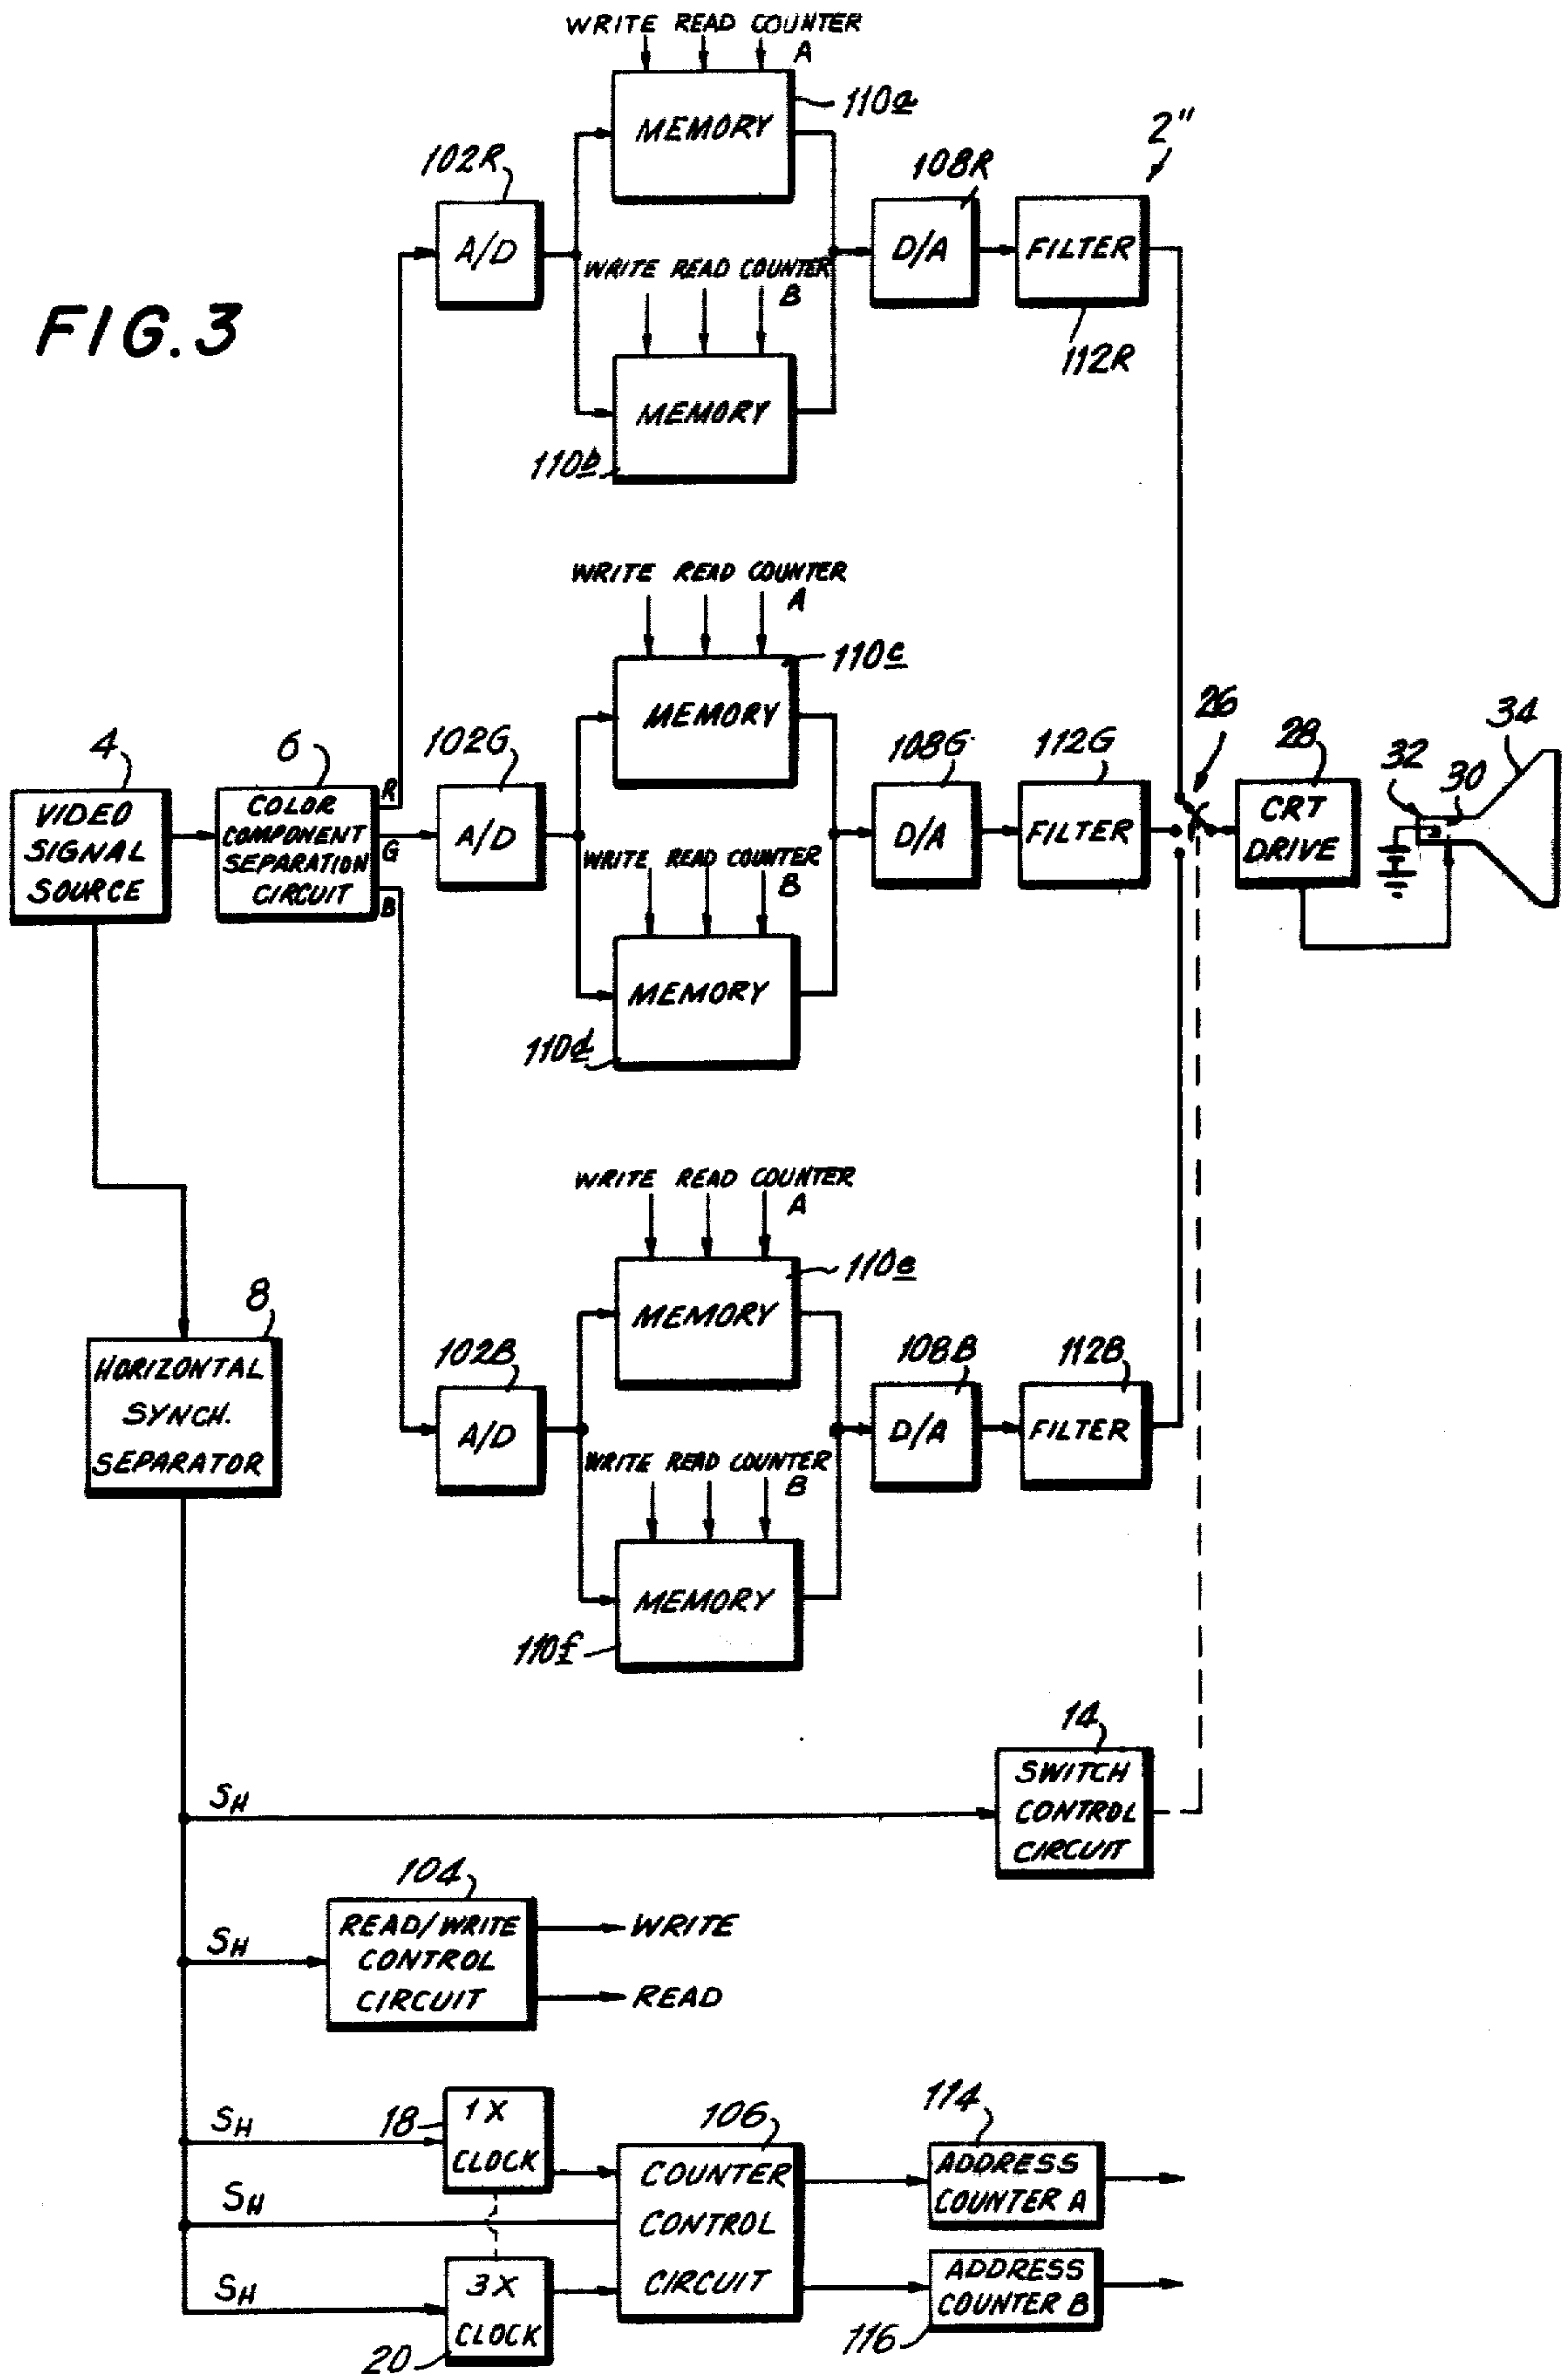 WRITE READ COUNTER
A
MEMORY
110a
2"
102R
A/D
108R
D/A
FILTER
112R
WRITE READ COUNTER
B
MEMORY
110b
FIG.3
WRITE READ COUNTER
A
MEMORY
110c
4
VIDEO
SIGNAL
SOURCE
6
COLOR
COMPONENT
SEPARATION
CIRCUIT
R
G
B
102G
A/D
108G
D/A
112G
FILTER
26
28
CRT
DRIVE
32
30
34
WRITE READ COUNTER
B
MEMORY
110d
WRITE READ COUNTER
A
MEMORY
110e
8
HORIZONTAL
SYNCH.
SEPARATOR
102B
A/D
108B
D/A
112B
FILTER
WRITE READ COUNTER
B
MEMORY
110f
14
SWITCH
CONTROL
CIRCUIT
SH
104
READ/WRITE
CONTROL
CIRCUIT
SH
WRITE
READ
18
1X
CLOCK
SH
106
COUNTER
CONTROL
CIRCUIT
SH
114
ADDRESS
COUNTER A
SH
3X
CLOCK
20
ADDRESS
COUNTER B
116